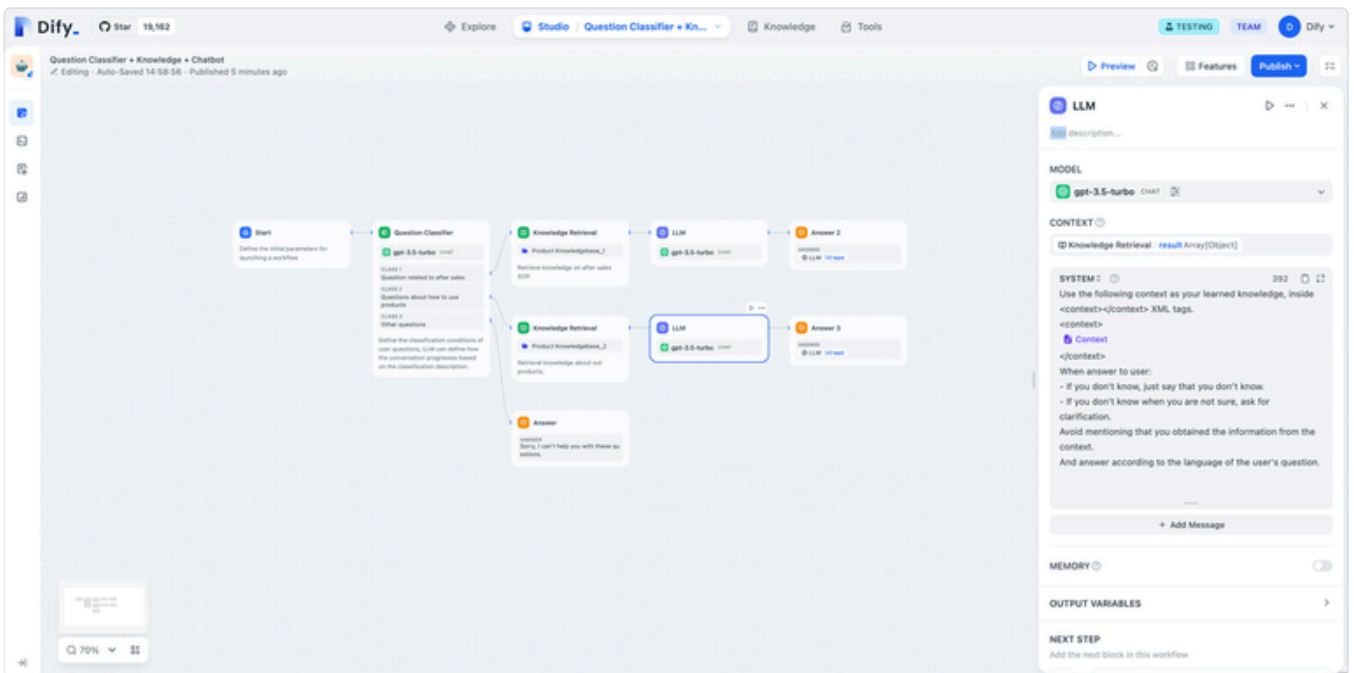 Dify_
Star 19,162
Explore
Studio / Question Classifier + Kn...
Knowledge
Tools
TESTING
TEAM
D Dify
Question Classifier + Knowledge + Chatbot
Editing · Auto-Saved 14:58:56 · Published 5 minutes ago
Preview
Features
Publish
Start
Define the initial parameters for
launching a workflow
Question Classifier
gpt-3.5-turbo CHAT
CLASS 1
Question related to after sales
CLASS 2
Questions about how to use
products
CLASS 3
Other questions
Define the classification conditions of
user questions, LLM can define how
the conversation progresses based
on the classification description.
Knowledge Retrieval
Product Knowledgebase_1
Retrieve knowledge on after sales
SOP.
LLM
gpt-3.5-turbo CHAT
Answer 2
ANSWER
LLM text
Knowledge Retrieval
Product Knowledgebase_2
Retrieval knowledge about out
products.
LLM
gpt-3.5-turbo CHAT
Answer 3
ANSWER
LLM text
Answer
ANSWER
Sorry, I can't help you with these qu
estions.
70%
LLM
Add description...
MODEL
gpt-3.5-turbo CHAT
CONTEXT
Knowledge Retrieval result Array[Object]
SYSTEM 392
Use the following context as your learned knowledge, inside
<context></context> XML tags.
<context>
Context
</context>
When answer to user:
- If you don't know, just say that you don't know.
- If you don't know when you are not sure, ask for
clarification.
Avoid mentioning that you obtained the information from the
context.
And answer according to the language of the user's question.
+ Add Message
MEMORY
OUTPUT VARIABLES
NEXT STEP
Add the next block in this workflow